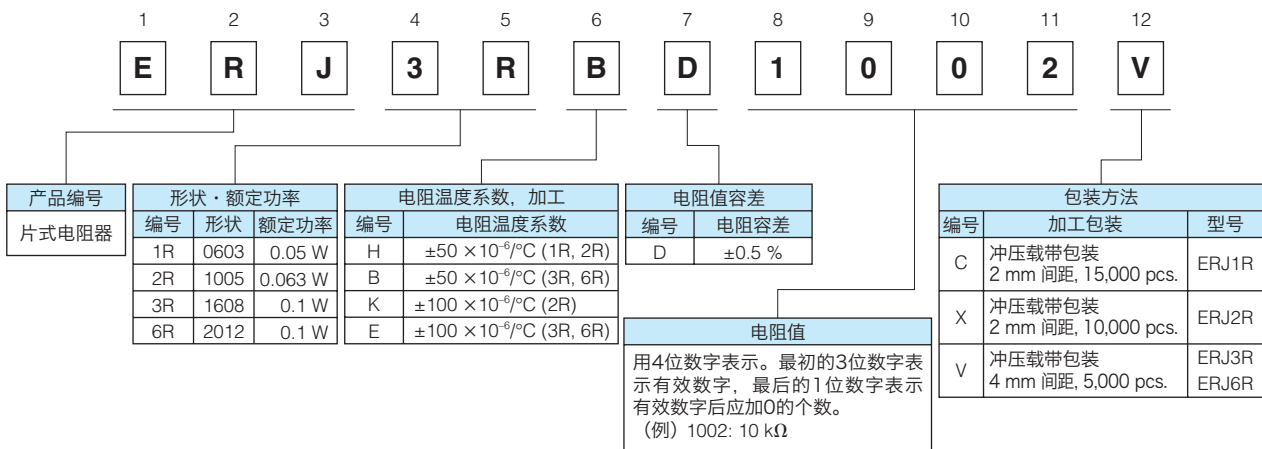 1 2 3 4 5 6 7 8 9 10 11 12
E R J 3 R B D 1 0 0 2 V
产品编号
片式电阻器
形状・额定功率
编号 形状 额定功率
1R 0603 0.05 W
2R 1005 0.063 W
3R 1608 0.1 W
6R 2012 0.1 W
电阻温度系数, 加工
编号 电阻温度系数
H ±50 ×10⁻⁶/°C (1R, 2R)
B ±50 ×10⁻⁶/°C (3R, 6R)
K ±100 ×10⁻⁶/°C (2R)
E ±100 ×10⁻⁶/°C (3R, 6R)
电阻值容差
编号 电阻容差
D ±0.5 %
电阻值
用4位数字表示。最初的3位数字表
示有效数字，最后的1位数字表示
有效数字后应加0的个数。
（例）1002: 10 kΩ
包装方法
编号 加工包装 型号
C 冲压载带包装
2 mm 间距, 15,000 pcs. ERJ1R
X 冲压载带包装
2 mm 间距, 10,000 pcs. ERJ2R
V 冲压载带包装
4 mm 间距, 5,000 pcs.
ERJ3R
ERJ6R